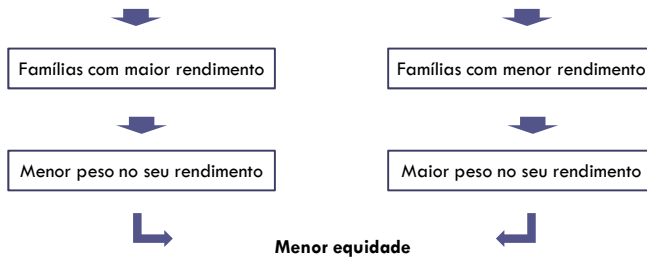 Famílias com maior rendimento
Famílias com menor rendimento
Menor peso no seu rendimento
Maior peso no seu rendimento
Menor equidade